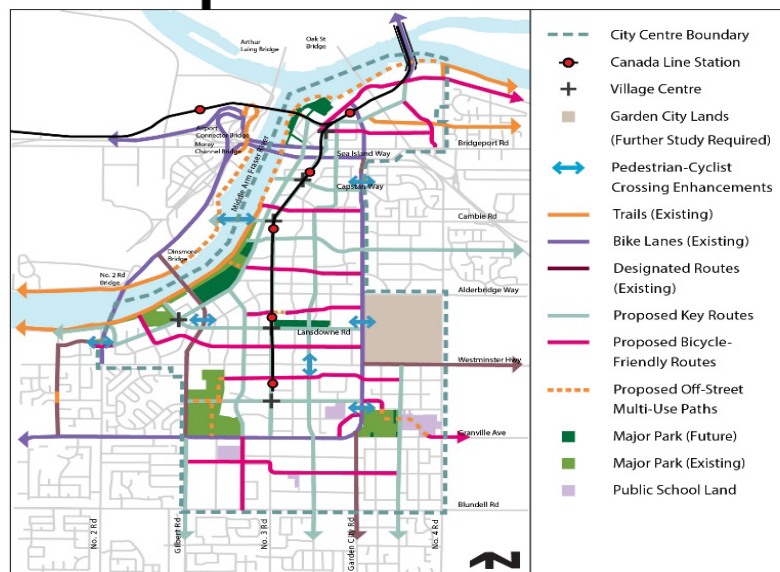 Arthur
Laing Bridge
Oak St
Bridge
Airport
Connector Bridge
Moray
Channel Bridge
Middle Arm Fraser River
Sea Island Way
Bridgeport Rd
Capstan Way
Cambie Rd
Dinsmore
Bridge
No. 2 Rd
Bridge
Alderbridge Way
Lansdowne Rd
Westminster Hwy
Granville Ave
Blundell Rd
No. 2 Rd
Gilbert Rd
No. 3 Rd
Garden City Rd
No. 4 Rd
N
City Centre Boundary
Canada Line Station
Village Centre
Garden City Lands
(Further Study Required)
Pedestrian-Cyclist
Crossing Enhancements
Trails (Existing)
Bike Lanes (Existing)
Designated Routes
(Existing)
Proposed Key Routes
Proposed Bicycle-
Friendly Routes
Proposed Off-Street
Multi-Use Paths
Major Park (Future)
Major Park (Existing)
Public School Land